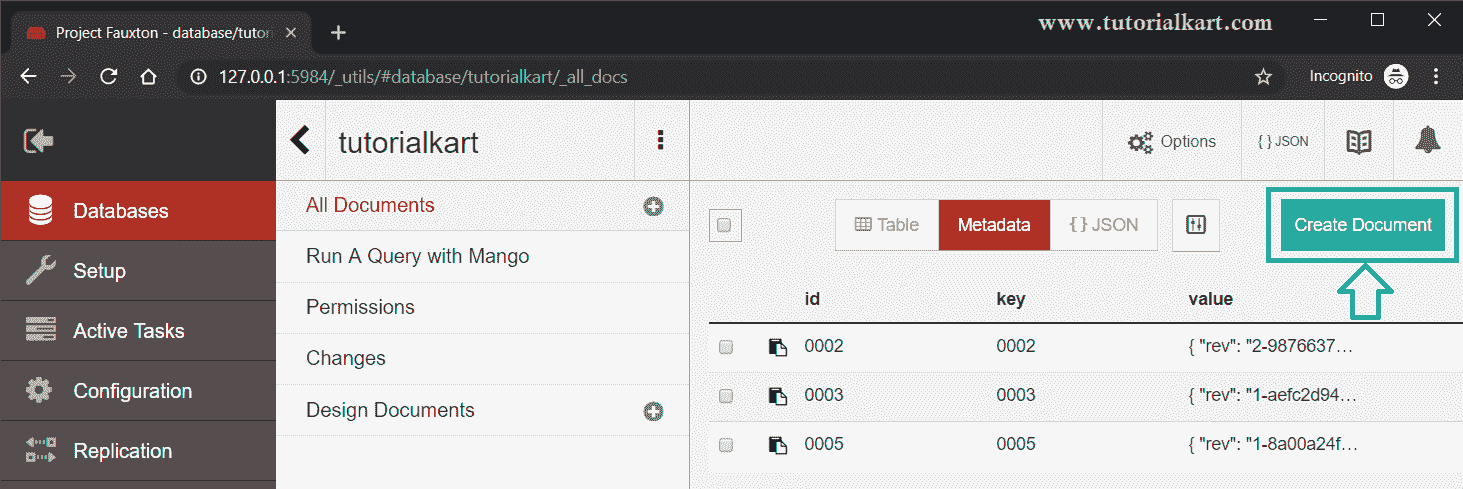 www.tutorialkart.com
Project Fauxton - database/tutor
127.0.0.1:5984/_utils/#database/tutorialkart/_all_docs
Incognito
tutorialkart
Options
{ } JSON
Databases
Setup
Active Tasks
Configuration
Replication
All Documents
Run A Query with Mango
Permissions
Changes
Design Documents
Table
Metadata
{ } JSON
Create Document
id key value
0002 0002 { "rev": "2-9876637…
0003 0003 { "rev": "1-aefc2d94…
0005 0005 { "rev": "1-8a00a24f…